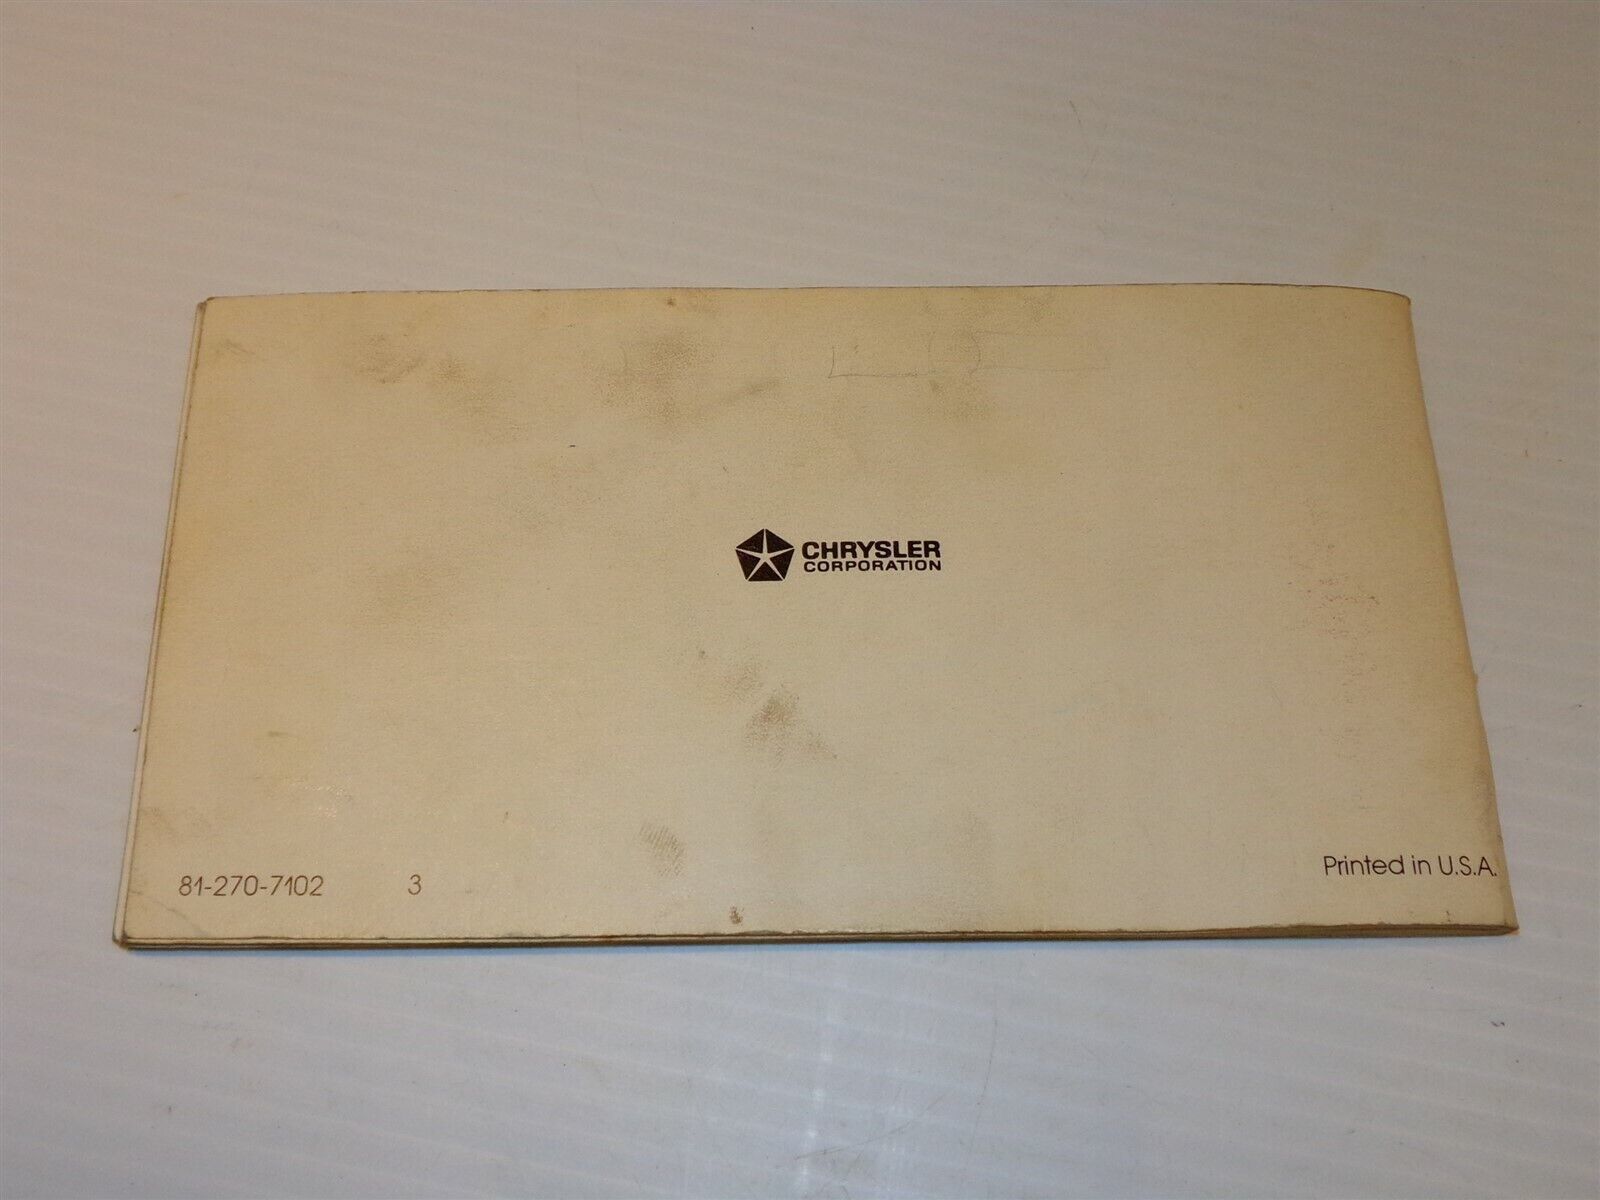 CHRYSLER
CORPORATION
81-270-7102 3
Printed in U.S.A.